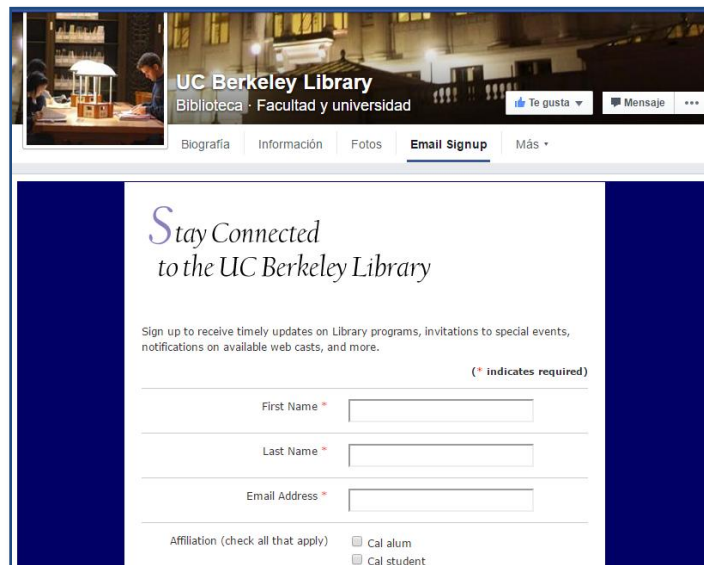 UC Berkeley Library
Biblioteca · Facultad y universidad
Te gusta
Mensaje
Biografía Información Fotos Email Signup Más
Stay Connected
to the UC Berkeley Library
Sign up to receive timely updates on Library programs, invitations to special events,
notifications on available web casts, and more.
(* indicates required)
First Name *
Last Name *
Email Address *
Affiliation (check all that apply)
Cal alum
Cal student